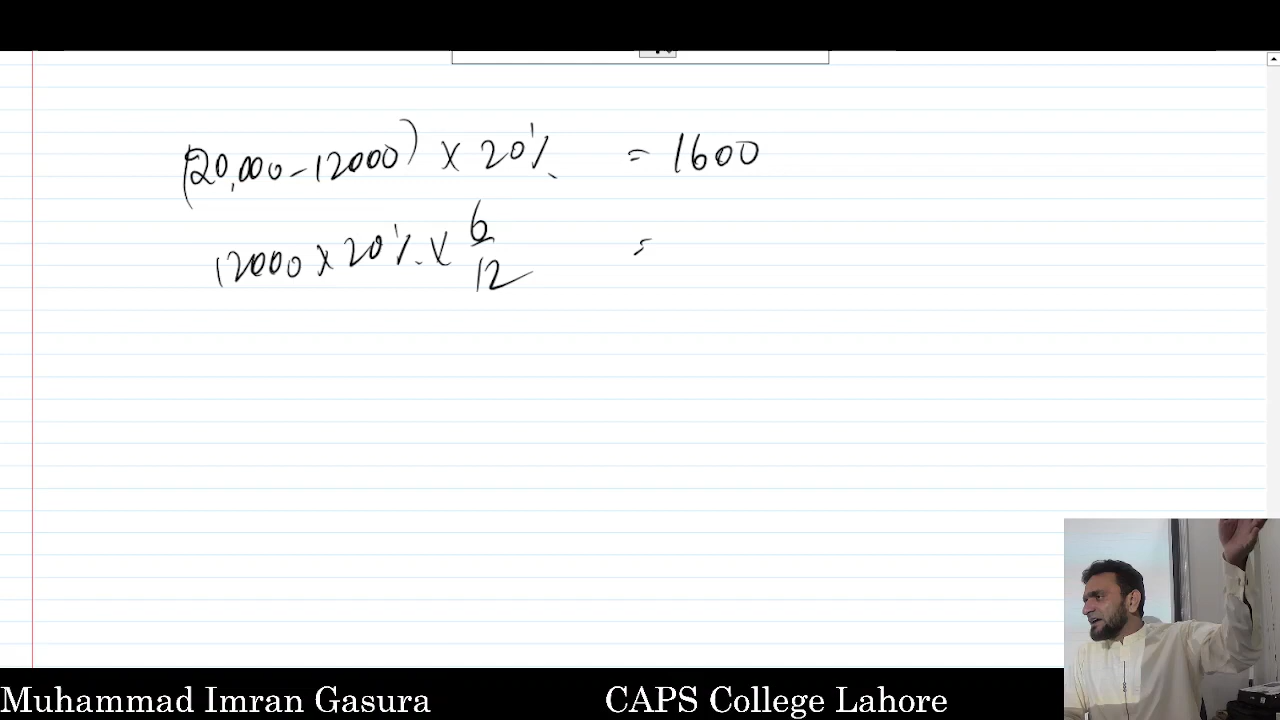 (20,000 - 12000) × 20% = 1600
12000 × 20% × 6/12 =
Muhammad Imran Gasura CAPS College Lahore